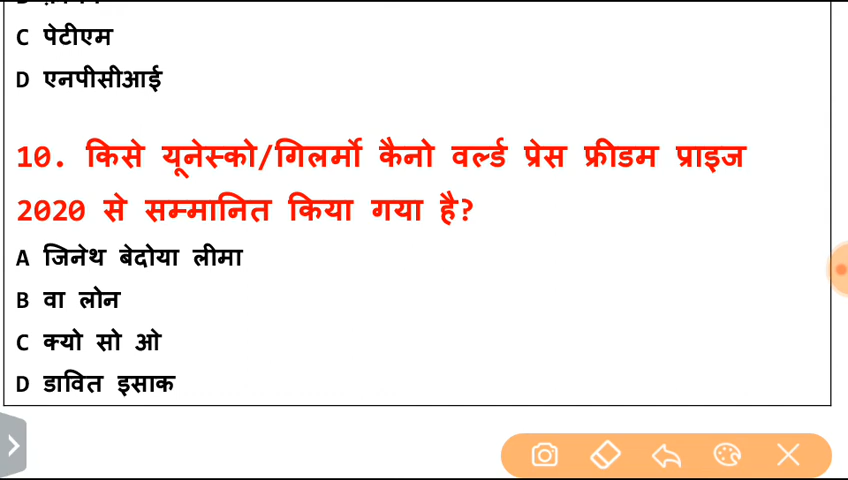 C पेटीएम
D एनपीसीआई
10. किसे यूनेस्को/गिलर्मो कैनो वर्ल्ड प्रेस फ्रीडम प्राइज
2020 से सम्मानित किया गया है?
A जिनेथ बेदोया लीमा
B वा लोन
C क्यो सो ओ
D डावित इसाक